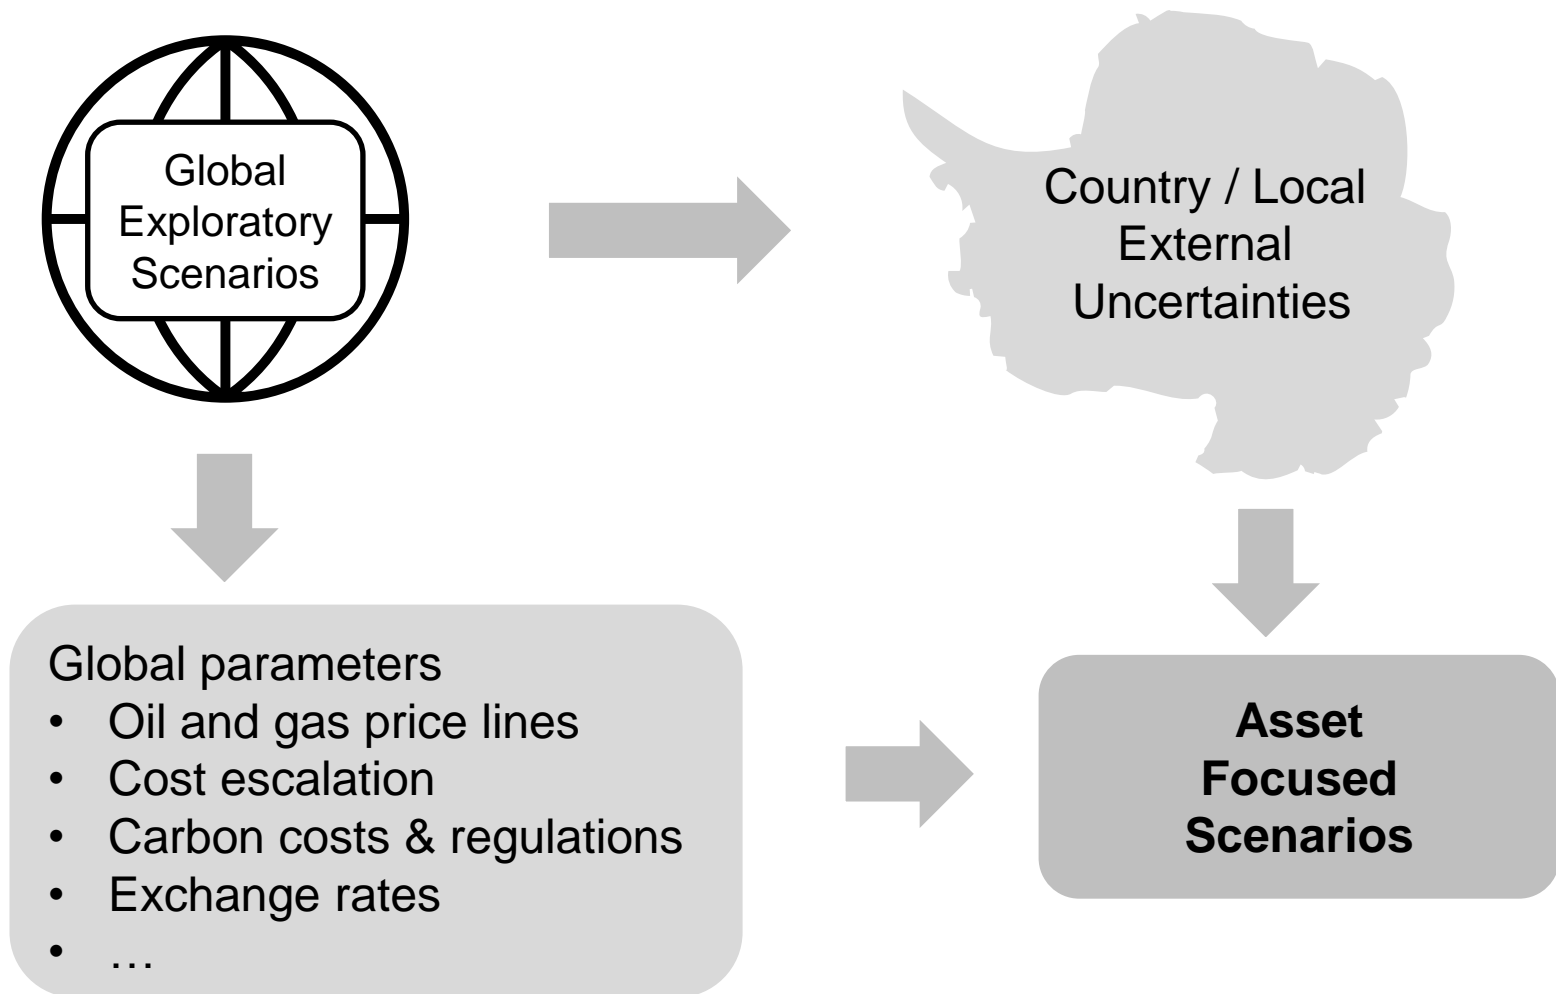 Global
Exploratory
Scenarios
Country / Local
External
Uncertainties
Global parameters
• Oil and gas price lines
• Cost escalation
• Carbon costs & regulations
• Exchange rates
• …
Asset
Focused
Scenarios